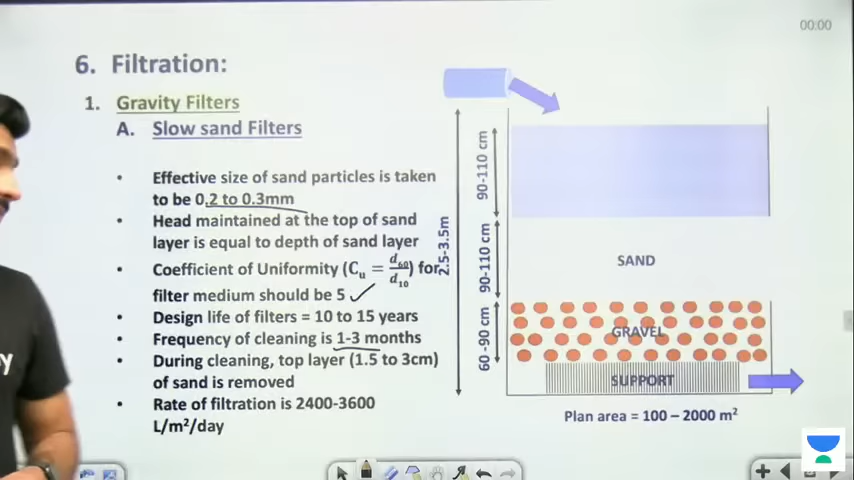 00:00
6. Filtration:
1. Gravity Filters
A. Slow sand Filters
• Effective size of sand particles is taken
to be 0.2 to 0.3mm
• Head maintained at the top of sand
layer is equal to depth of sand layer
• Coefficient of Uniformity (Cu = d60/d10) for
filter medium should be 5
• Design life of filters = 10 to 15 years
• Frequency of cleaning is 1-3 months
• During cleaning, top layer (1.5 to 3cm)
of sand is removed
• Rate of filtration is 2400-3600
L/m²/day
2.5-3.5m
90-110 cm
90-110 cm
60 -90 cm
SAND
GRAVEL
SUPPORT
Plan area = 100 – 2000 m²
y